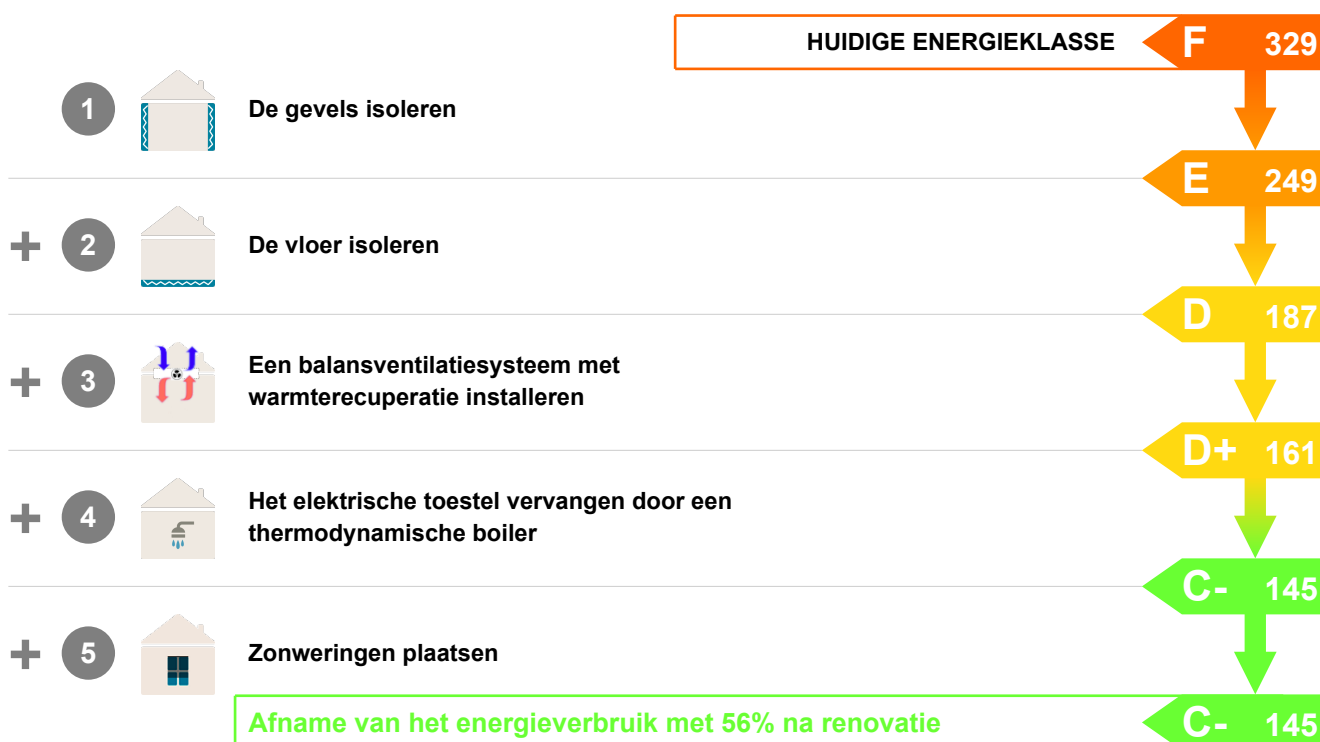 HUIDIGE ENERGIEKLASSE F 329
1 De gevels isoleren
E 249
+ 2 De vloer isoleren
D 187
+ 3 Een balansventilatiesysteem met
warmterecuperatie installeren
D+ 161
+ 4 Het elektrische toestel vervangen door een
thermodynamische boiler
C- 145
+ 5 Zonweringen plaatsen
Afname van het energieverbruik met 56% na renovatie C- 145